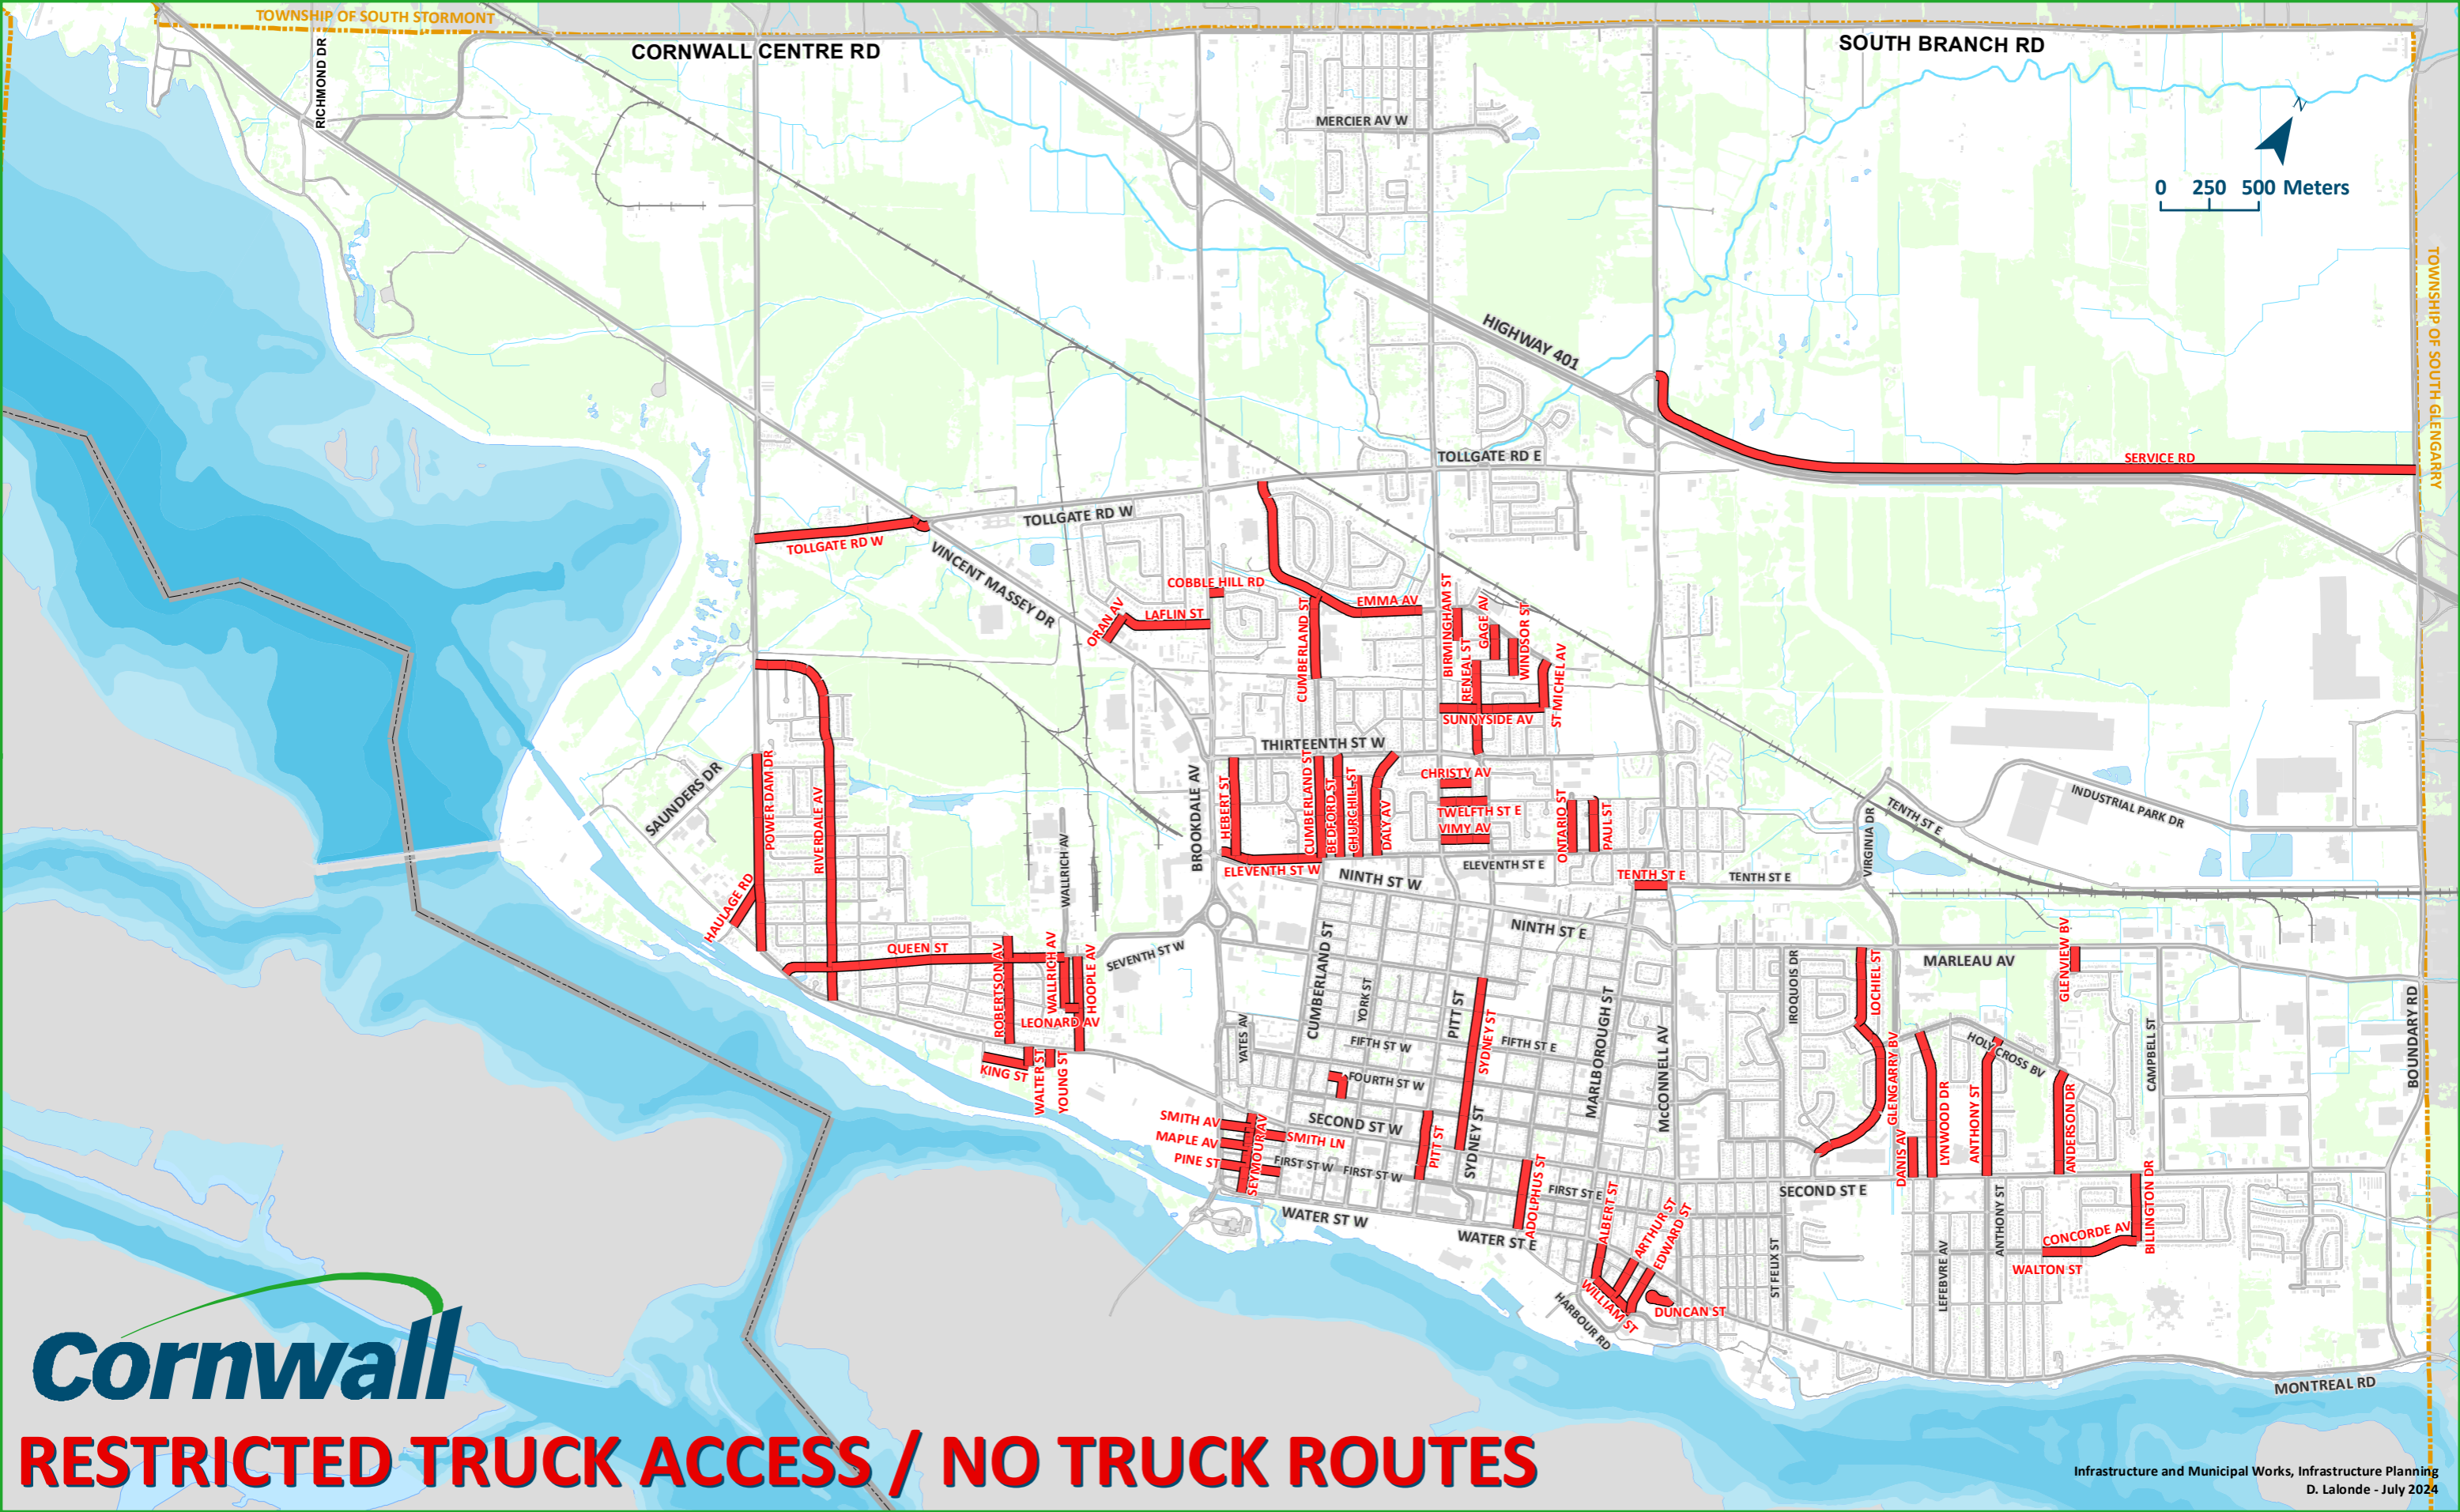 TOWNSHIP OF SOUTH STORMONT
RICHMOND DR
CORNWALL CENTRE RD
SOUTH BRANCH RD
N
MERCIER AV W
0 250 500 Meters
TOWNSHIP OF SOUTH GLENGARRY
HIGHWAY 401
TOLLGATE RD E
SERVICE RD
TOLLGATE RD W
TOLLGATE RD W
VINCENT MASSEY DR
COBBLE HILL RD
ORAN AV
LAFLIN ST
CUMBERLAND ST
EMMA AV
BIRMINGHAM ST
GAGE AV
WINDSOR ST
RENEAL ST
ST MICHEL AV
SUNNYSIDE AV
THIRTEENTH ST W
SAUNDERS DR
POWER DAM DR
RIVERDALE AV
BROOKDALE AV
HEBERT ST
CUMBERLAND ST
BEDFORD ST
CHURCHILL ST
DALY AV
CHRISTY AV
TWELFTH ST E
VIMY AV
ONTARIO ST
PAUL ST
VIRGINIA DR
TENTH ST E
INDUSTRIAL PARK DR
WALLRICH AV
ELEVENTH ST W
NINTH ST W
ELEVENTH ST E
TENTH ST E
TENTH ST E
HAULAGE RD
QUEEN ST
ROBERTSON AV
WALLRICH AV
HOOPLE AV
SEVENTH ST W
CUMBERLAND ST
NINTH ST E
IROQUOIS DR
LOCHIEL ST
MARLEAU AV
GLENVIEW BV
LEONARD AV
YORK ST
PITT ST
SYDNEY ST
MARLBOROUGH ST
McCONNELL AV
BOUNDARY RD
YATES AV
FIFTH ST W
FIFTH ST E
GLENGARRY BV
HOLY CROSS BV
CAMPBELL ST
KING ST
WALTER ST
YOUNG ST
FOURTH ST W
LYNWOOD DR
ANTHONY ST
ANDERSON DR
SMITH AV
SMITH LN
MAPLE AV
PINE ST
SEYMOUR AV
SECOND ST W
FIRST ST W
FIRST ST W
PITT ST
SYDNEY ST
ADOLPHUS ST
FIRST ST E
DANIS AV
SECOND ST E
BILLINGTON DR
WATER ST W
WATER ST E
ALBERT ST
ARTHUR ST
EDWARD ST
ST FELIX ST
LEFEBVRE AV
ANTHONY ST
CONCORDE AV
WALTON ST
WILLIAM ST
DUNCAN ST
HARBOUR RD
MONTREAL RD
Cornwall
RESTRICTED TRUCK ACCESS / NO TRUCK ROUTES
Infrastructure and Municipal Works, Infrastructure Planning
D. Lalonde - July 2024